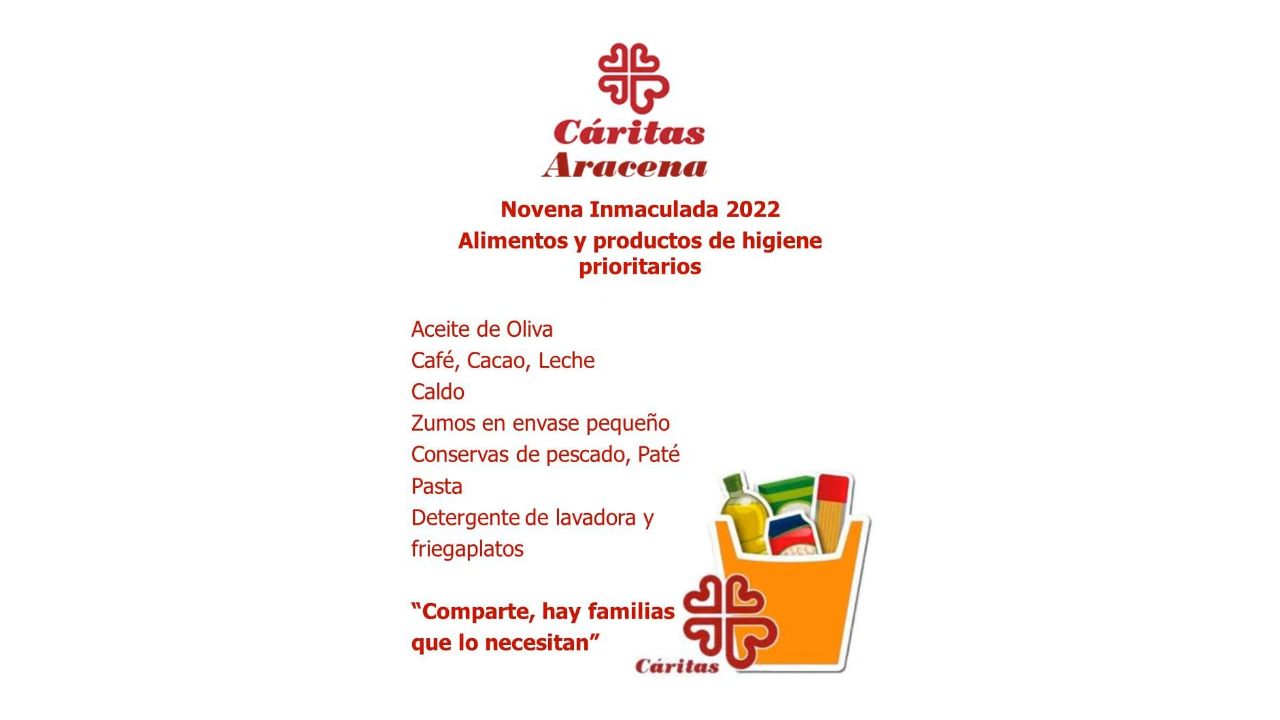 Cáritas
Aracena
Novena Inmaculada 2022
Alimentos y productos de higiene
prioritarios
Aceite de Oliva
Café, Cacao, Leche
Caldo
Zumos en envase pequeño
Conservas de pescado, Paté
Pasta
Detergente de lavadora y
friegaplatos
“Comparte, hay familias
que lo necesitan”
Cáritas